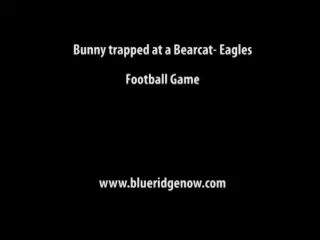 Bunny trapped at a Bearcat- Eagles
Football Game
www.blueridgenow.com